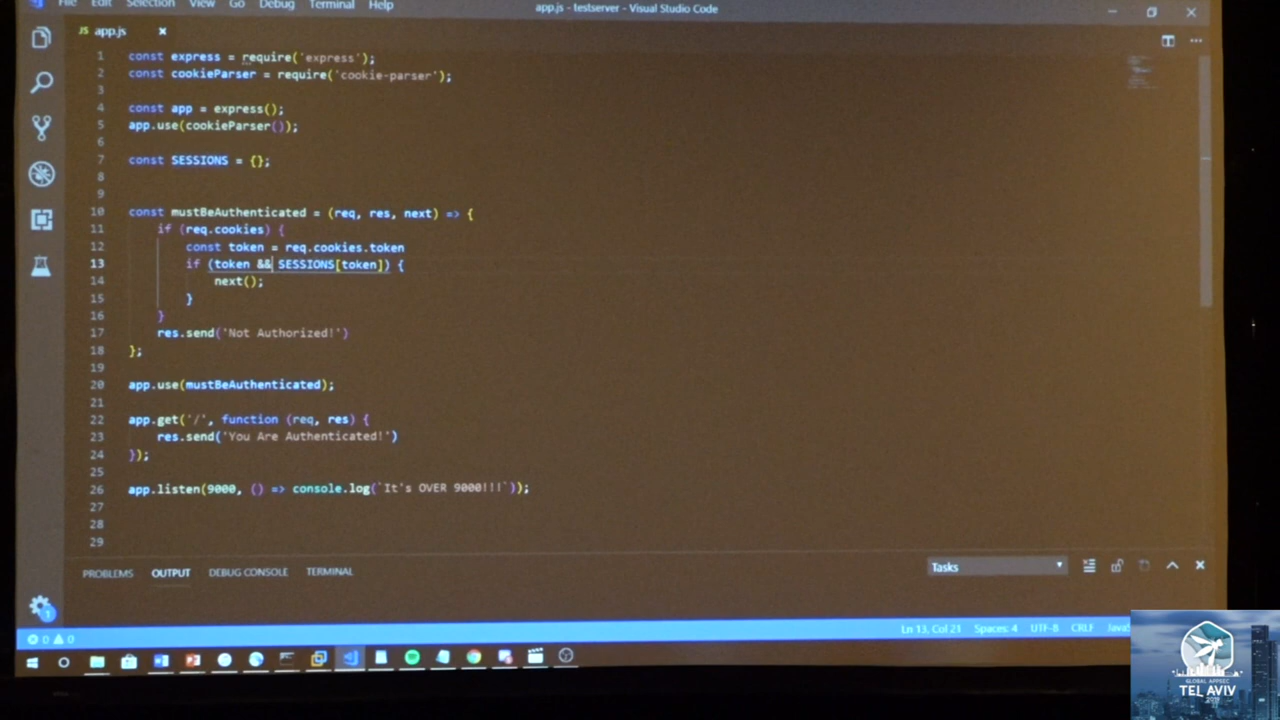 File Edit Selection View Go Debug Terminal Help
app.js - testserver - Visual Studio Code
JS app.js
1 const express = require('express');
2 const cookieParser = require('cookie-parser');
3
4 const app = express();
5 app.use(cookieParser());
6
7 const SESSIONS = {};
8
9
10 const mustBeAuthenticated = (req, res, next) => {
11 if (req.cookies) {
12 const token = req.cookies.token
13 if (token && SESSIONS[token]) {
14 next();
15 }
16 }
17 res.send('Not Authorized!')
18 };
19
20 app.use(mustBeAuthenticated);
21
22 app.get('/', function (req, res) {
23 res.send('You Are Authenticated!')
24 });
25
26 app.listen(9000, () => console.log(`It's OVER 9000!!!`));
27
28
29
PROBLEMS OUTPUT DEBUG CONSOLE TERMINAL
Tasks
1
0 0
Ln 13, Col 21 Spaces: 4 UTF-8 CRLF
GLOBAL APPSEC
TEL AVIV